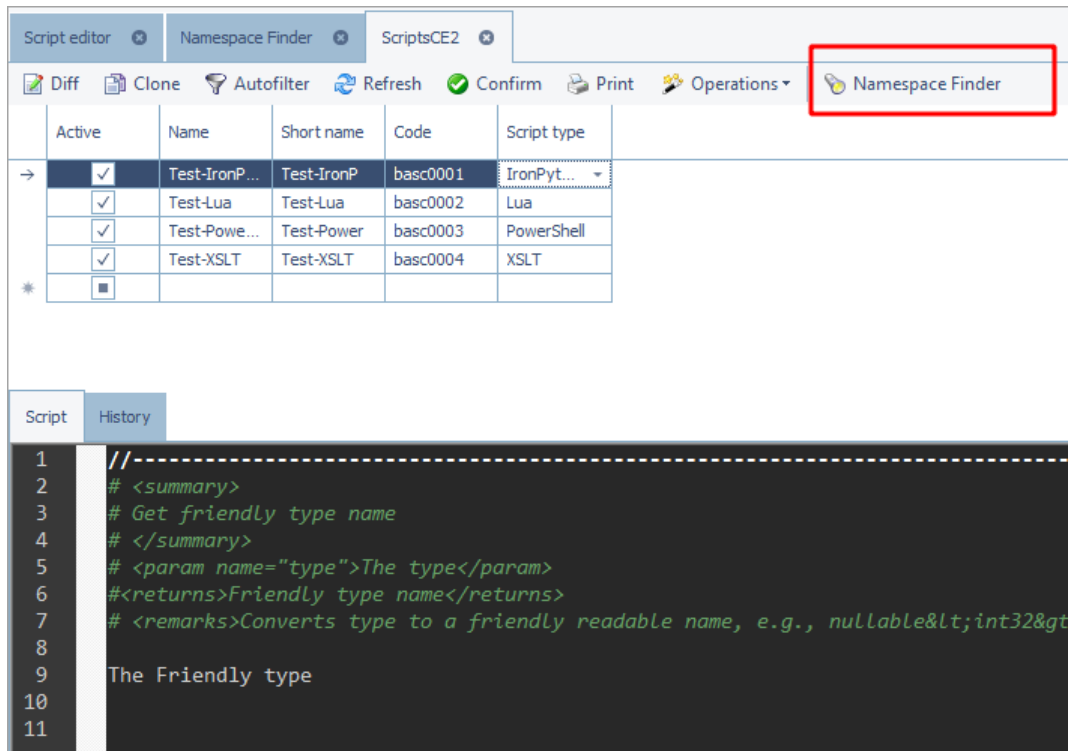 Script editor Namespace Finder ScriptsCE2
Diff Clone Autofilter Refresh Confirm Print Operations Namespace Finder
Active Name Short name Code Script type
Test-IronP... Test-IronP basc0001 IronPyt...
Test-Lua Test-Lua basc0002 Lua
Test-Powe... Test-Power basc0003 PowerShell
Test-XSLT Test-XSLT basc0004 XSLT
Script History
1 //------------------------------------------------------------------------------
2 # <summary>
3 # Get friendly type name
4 # </summary>
5 # <param name="type">The type</param>
6 #<returns>Friendly type name</returns>
7 # <remarks>Converts type to a friendly readable name, e.g., nullable&lt;int32&gt
8
9 The Friendly type
10
11